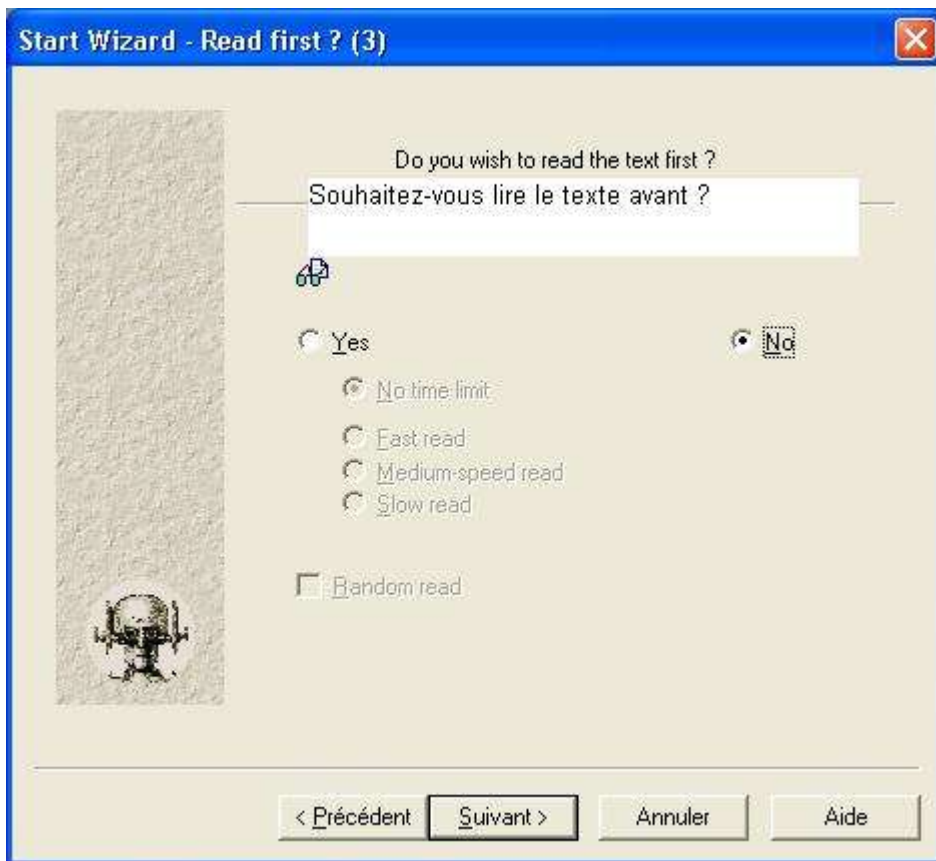 Start Wizard - Read first ? (3)
Do you wish to read the text first ?
Souhaitez-vous lire le texte avant ?
Yes No
No time limit
Fast read
Medium-speed read
Slow read
Random read
< Précédent Suivant > Annuler Aide